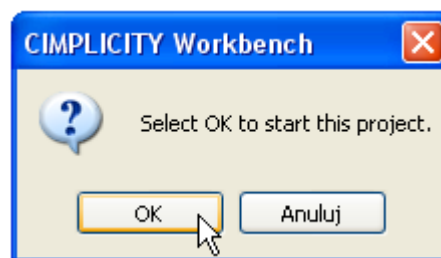 CIMPLICITY Workbench
Select OK to start this project.
OK
Anuluj